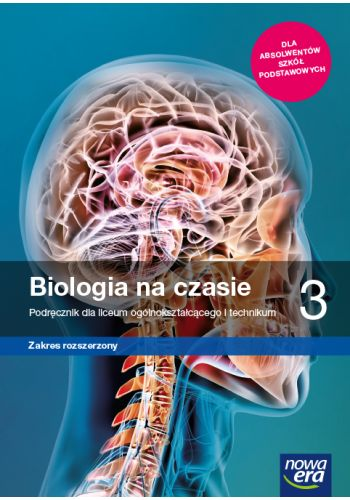 DLA
ABSOLWENTÓW
SZKÓŁ
PODSTAWOWYCH
Biologia na czasie
3
Podręcznik dla liceum ogólnokształcącego i technikum
Zakres rozszerzony
nowa
era